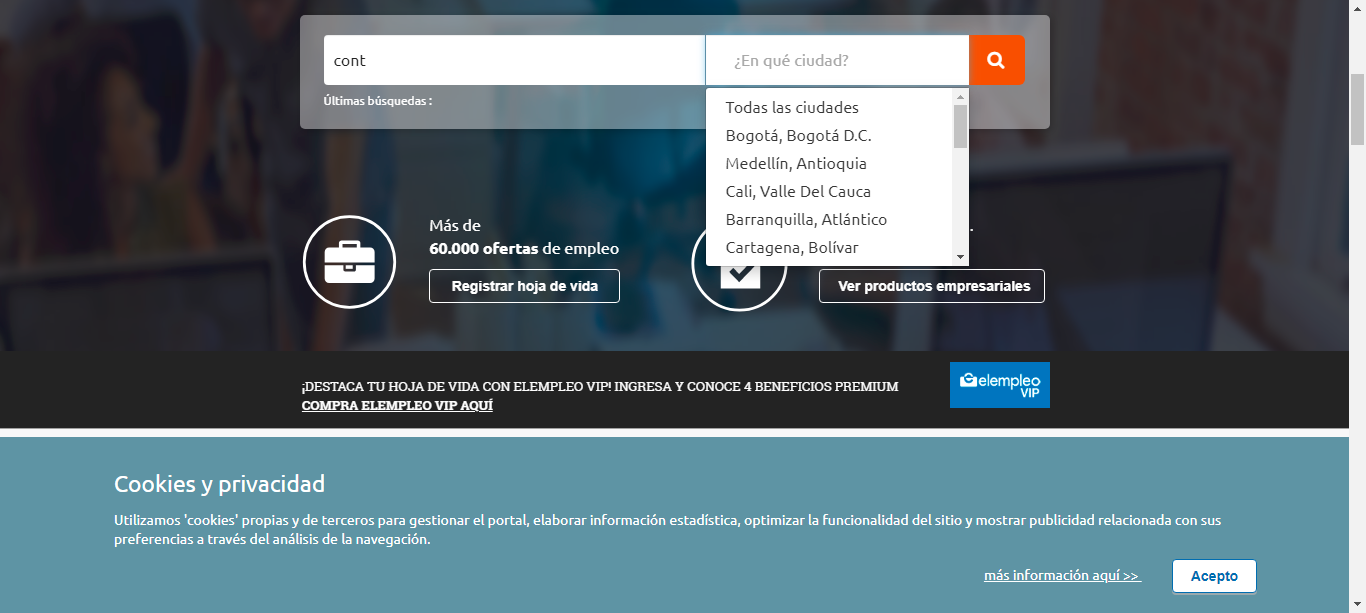 cont
¿En qué ciudad?
Últimas búsquedas :
Todas las ciudades
Bogotá, Bogotá D.C.
Medellín, Antioquia
Cali, Valle Del Cauca
Barranquilla, Atlántico
Cartagena, Bolívar
Más de
60.000 ofertas de empleo
Registrar hoja de vida
Ver productos empresariales
¡DESTACA TU HOJA DE VIDA CON ELEMPLEO VIP! INGRESA Y CONOCE 4 BENEFICIOS PREMIUM
COMPRA ELEMPLEO VIP AQUÍ
elempleo
VIP
Cookies y privacidad
Utilizamos 'cookies' propias y de terceros para gestionar el portal, elaborar información estadística, optimizar la funcionalidad del sitio y mostrar publicidad relacionada con sus
preferencias a través del análisis de la navegación.
más información aquí >>
Acepto